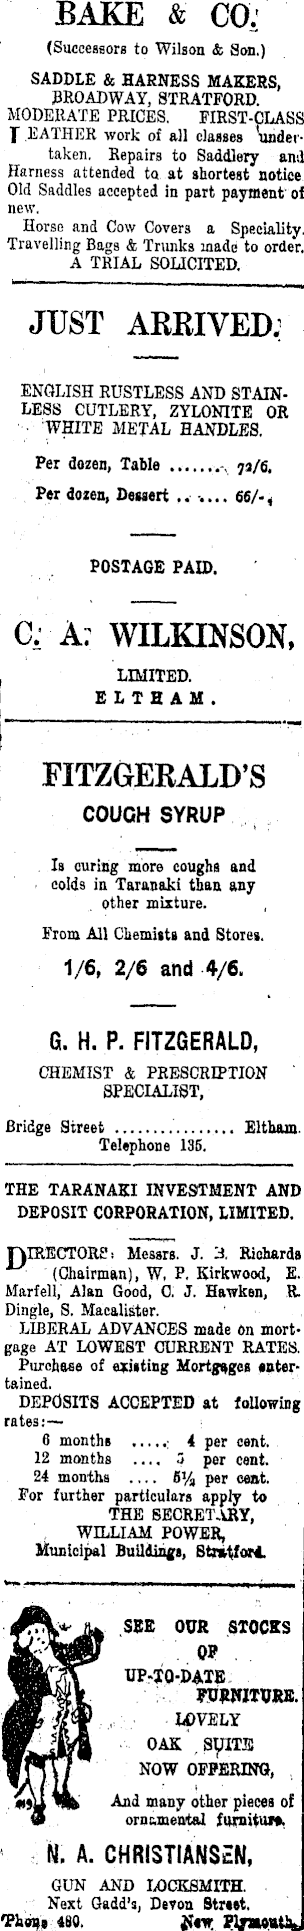 BAKE & CO.
(Successors to Wilson & Son.)
SADDLE & HARNESS MAKERS,
BROADWAY, STRATFORD.
MODERATE PRICES. FIRST-CLASS
LEATHER work of all classes under-
taken. Repairs to Saddlery and
Harness attended to at shortest notice
Old Saddles accepted in part payment of
new.
Horse and Cow Covers a Speciality.
Travelling Bags & Trunks made to order.
A TRIAL SOLICITED.
JUST ARRIVED.
ENGLISH RUSTLESS AND STAIN-
LESS CUTLERY, ZYLONITE OR
WHITE METAL HANDLES.
Per dozen, Table ........ 72/6.
Per dozen, Dessert ....... 66/-.
POSTAGE PAID.
C. A. WILKINSON,
LIMITED.
ELTHAM.
FITZGERALD'S
COUGH SYRUP
Is curing more coughs and
colds in Taranaki than any
other mixture.
From All Chemists and Stores.
1/6, 2/6 and 4/6.
G. H. P. FITZGERALD,
CHEMIST & PRESCRIPTION
SPECIALIST,
Bridge Street ................ Eltham.
Telephone 135.
THE TARANAKI INVESTMENT AND
DEPOSIT CORPORATION, LIMITED.
DIRECTORS: Messrs. J. B. Richards
(Chairman), W. P. Kirkwood, E.
Marfell, Alan Good, C. J. Hawken, R.
Dingle, S. Macalister.
LIBERAL ADVANCES made on mort-
gage AT LOWEST CURRENT RATES.
Purchase of existing Mortgages enter-
tained.
DEPOSITS ACCEPTED at following
rates:—
6 months ...... 4 per cent.
12 months .... 5 per cent.
24 months .... 5¼ per cent.
For further particulars apply to
THE SECRETARY,
WILLIAM POWER,
Municipal Buildings, Stratford.
SEE OUR STOCKS
OF
UP-TO-DATE
FURNITURE.
LOVELY
OAK SUITE
NOW OFFERING,
And many other pieces of
ornamental furniture.
N. A. CHRISTIANSEN,
GUN AND LOCKSMITH.
Next Gadd's, Devon Street.
'Phone 480. New Plymouth.